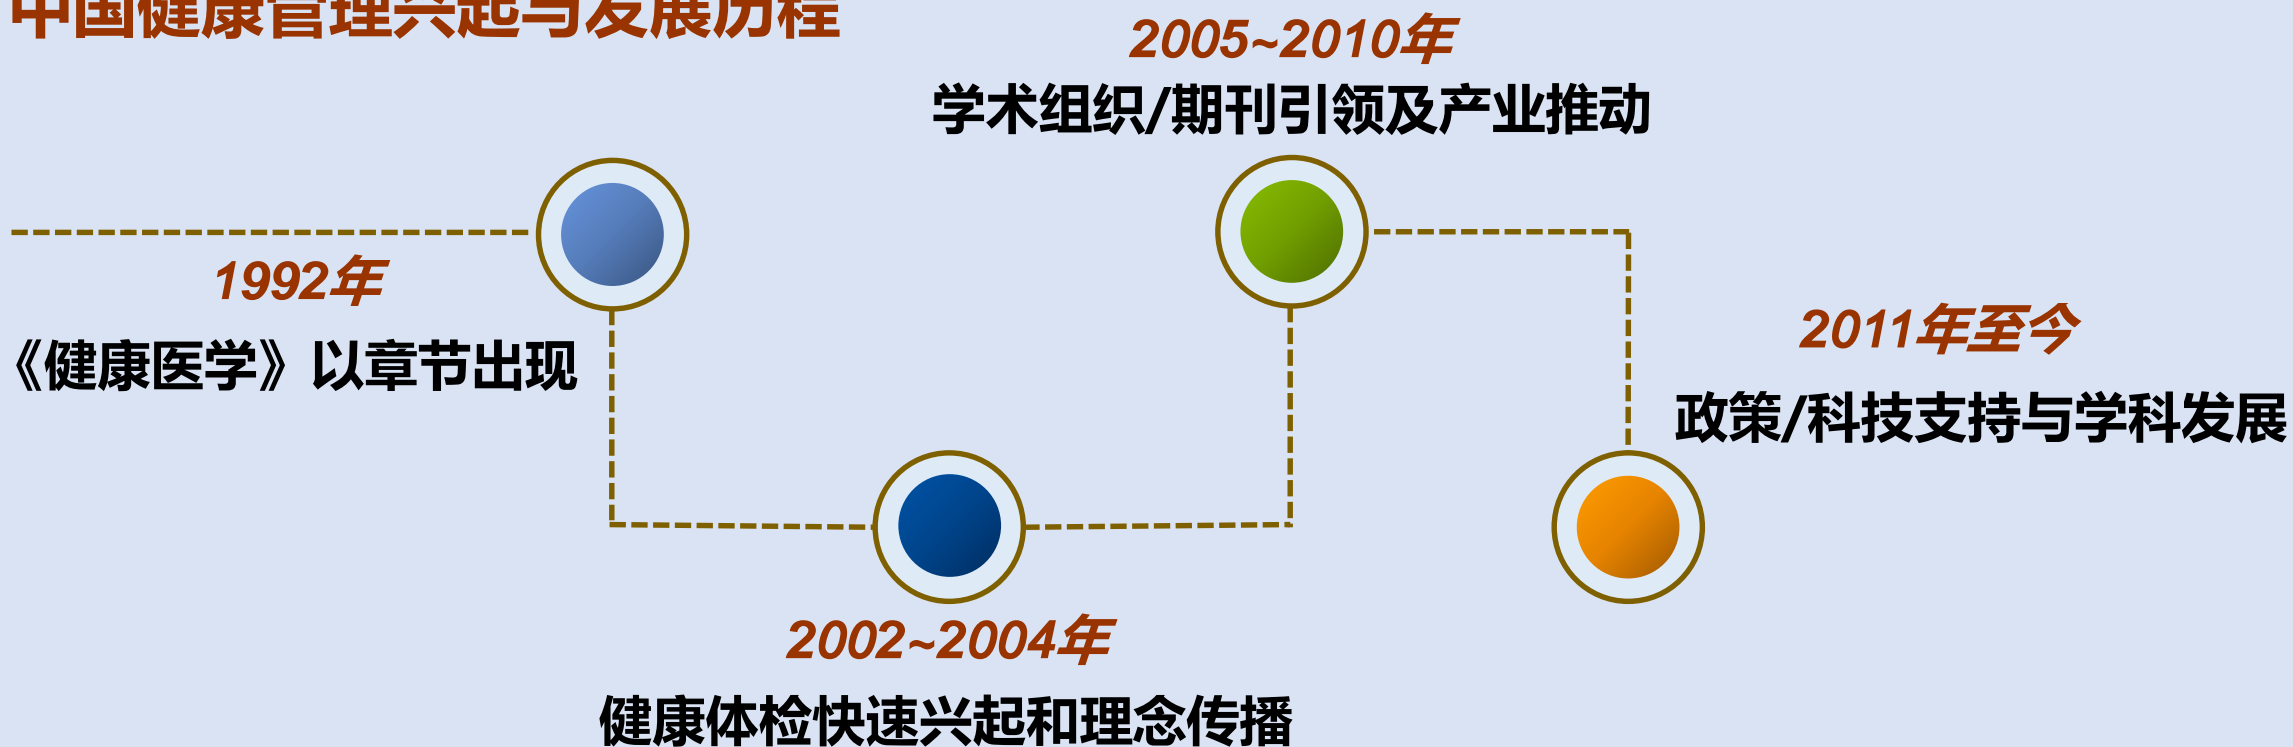 中国健康管理兴起与发展历程
1992年
《健康医学》以章节出现
2002~2004年
健康体检快速兴起和理念传播
2005~2010年
学术组织/期刊引领及产业推动
2011年至今
政策/科技支持与学科发展